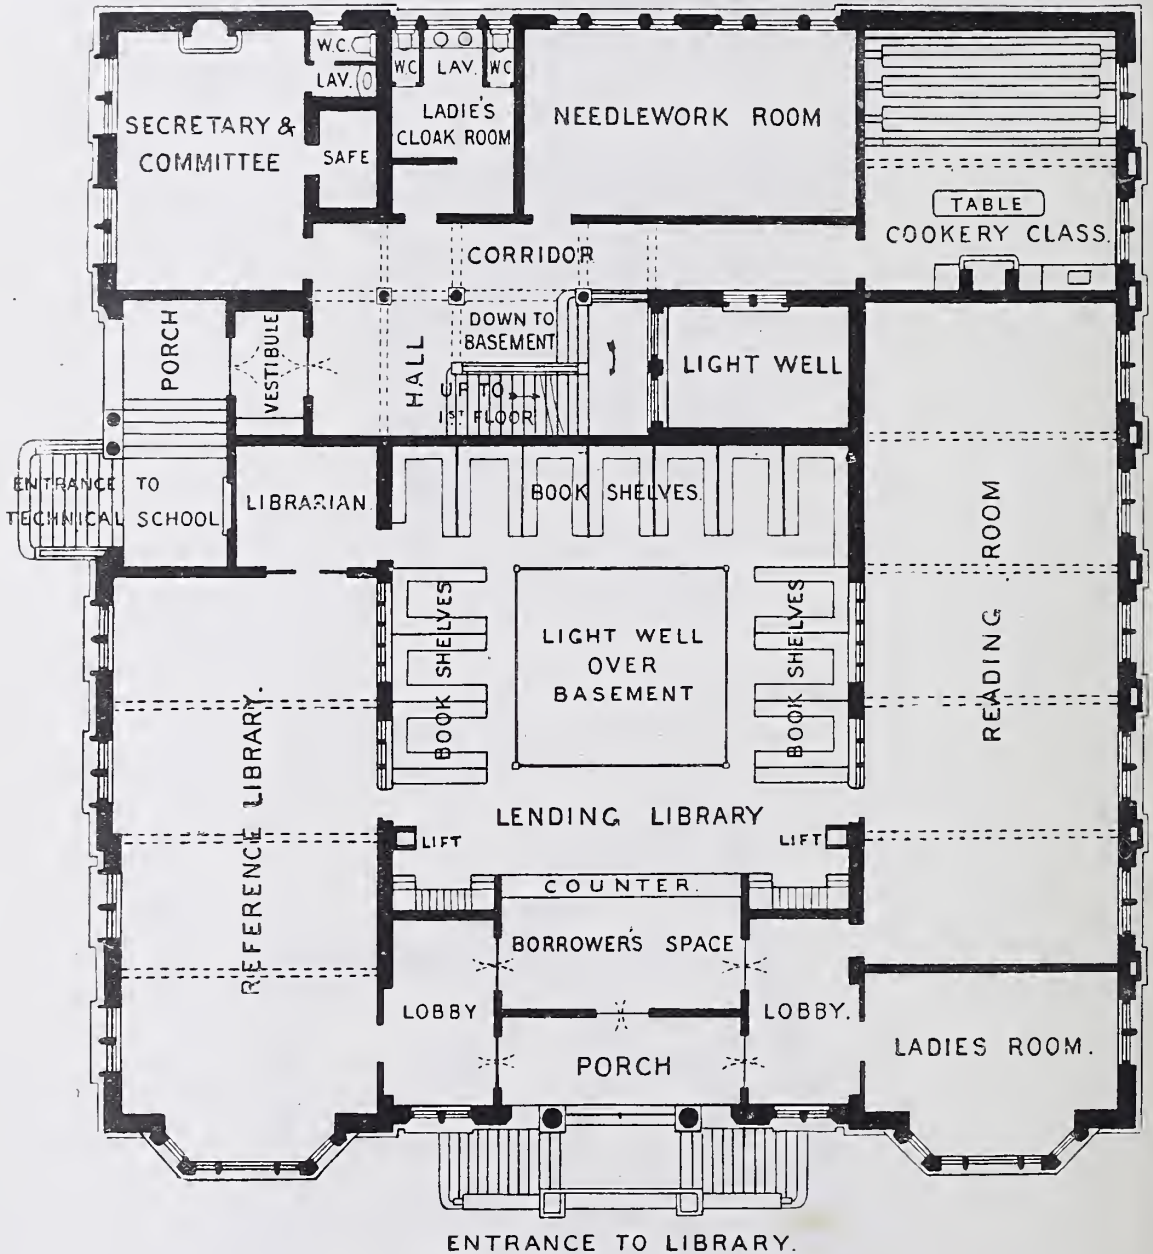 W.C.
LAV.
W.C
LAV.
WC
LADIE'S
CLOAK ROOM
NEEDLEWORK ROOM
SECRETARY &
COMMITTEE
SAFE
TABLE
COOKERY CLASS.
CORRIDOR
PORCH
VESTIBULE
HALL
DOWN TO
BASEMENT
UP TO
1ST FLOOR
LIGHT WELL
ENTRANCE TO
TECHNICAL SCHOOL
LIBRARIAN.
BOOK SHELVES.
BOOK SHELVES
LIGHT WELL
OVER
BASEMENT
BOOK SHELVES
READING ROOM
REFERENCE LIBRARY.
LENDING LIBRARY
LIFT
LIFT
COUNTER.
BORROWER'S SPACE
LOBBY
LOBBY.
PORCH
LADIES ROOM.
ENTRANCE TO LIBRARY.